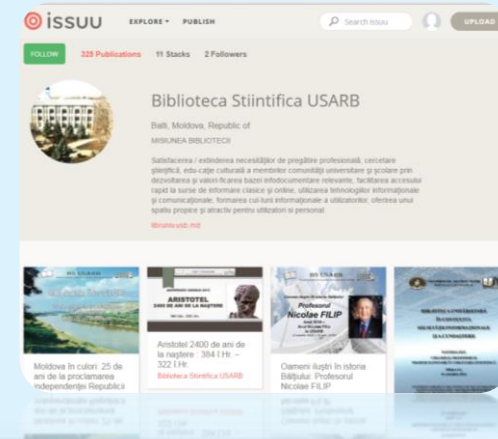 issuu EXPLORE PUBLISH Search issuu UPLOAD
FOLLOW 325 Publications 11 Stacks 2 Followers
Biblioteca Stiintifica USARB
Balti, Moldova, Republic of
MISIUNEA BIBLIOTECII
Satisfacerea / extinderea necesităților de pregătire profesională, cercetare
științifică, edu-cație culturală a membrilor comunității universitare și școlare prin
dezvoltarea și valori-ficarea bazei infodocumentare relevante, facilitarea accesului
rapid la surse de informare clasice și online, utilizarea tehnologiilor informaționale
și comunicaționale, formarea cul-turii informaționale a utilizatorilor, oferirea unui
spațiu propice și atractiv pentru utilizatori si personal.
libruniv.usb.md
ARISTOTEL
2400 DE ANI DE LA NAȘTERE
Profesorul
Nicolae FILIP
Moldova în culori: 25 de
ani de la proclamarea
independenței Republicii
Aristotel 2400 de ani de
la naștere : 384 î.Hr. –
322 î.Hr.
Biblioteca Stiintifica USARB
Oameni iluștri în istoria
Bălțiului: Profesorul
Nicolae FILIP